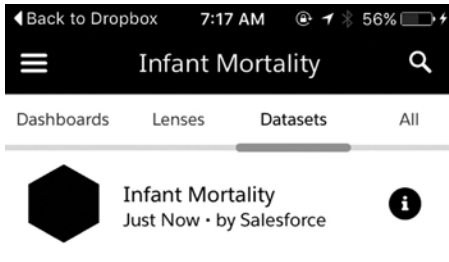 Back to Dropbox 7:17 AM 56%
Infant Mortality
Dashboards Lenses Datasets All
Infant Mortality
Just Now • by Salesforce